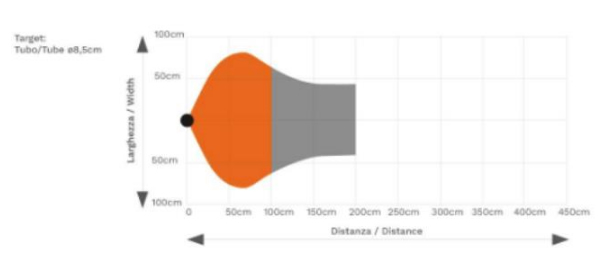 Target:
Tubo/Tube ø8,5cm
Larghezza / Width
100cm
50cm
50cm
100cm
0 50cm 100cm 150cm 200cm 250cm 300cm 350cm 400cm 450cm
Distanza / Distance